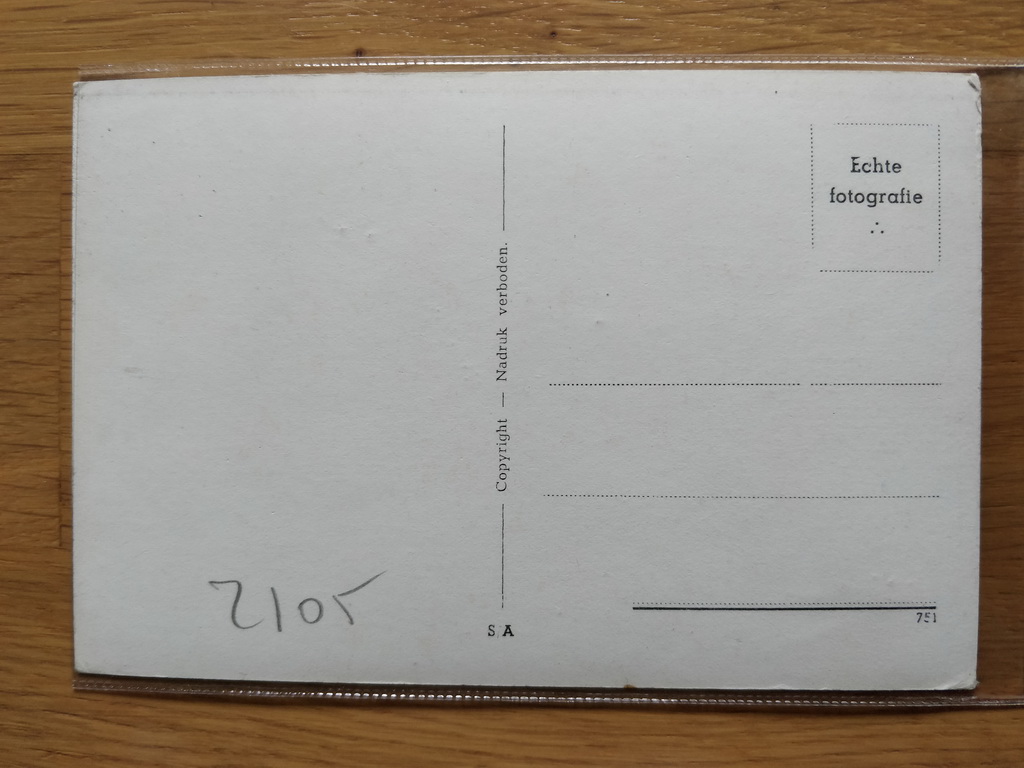 Echte
fotografie
Copyright — Nadruk verboden.
2105
S A
751